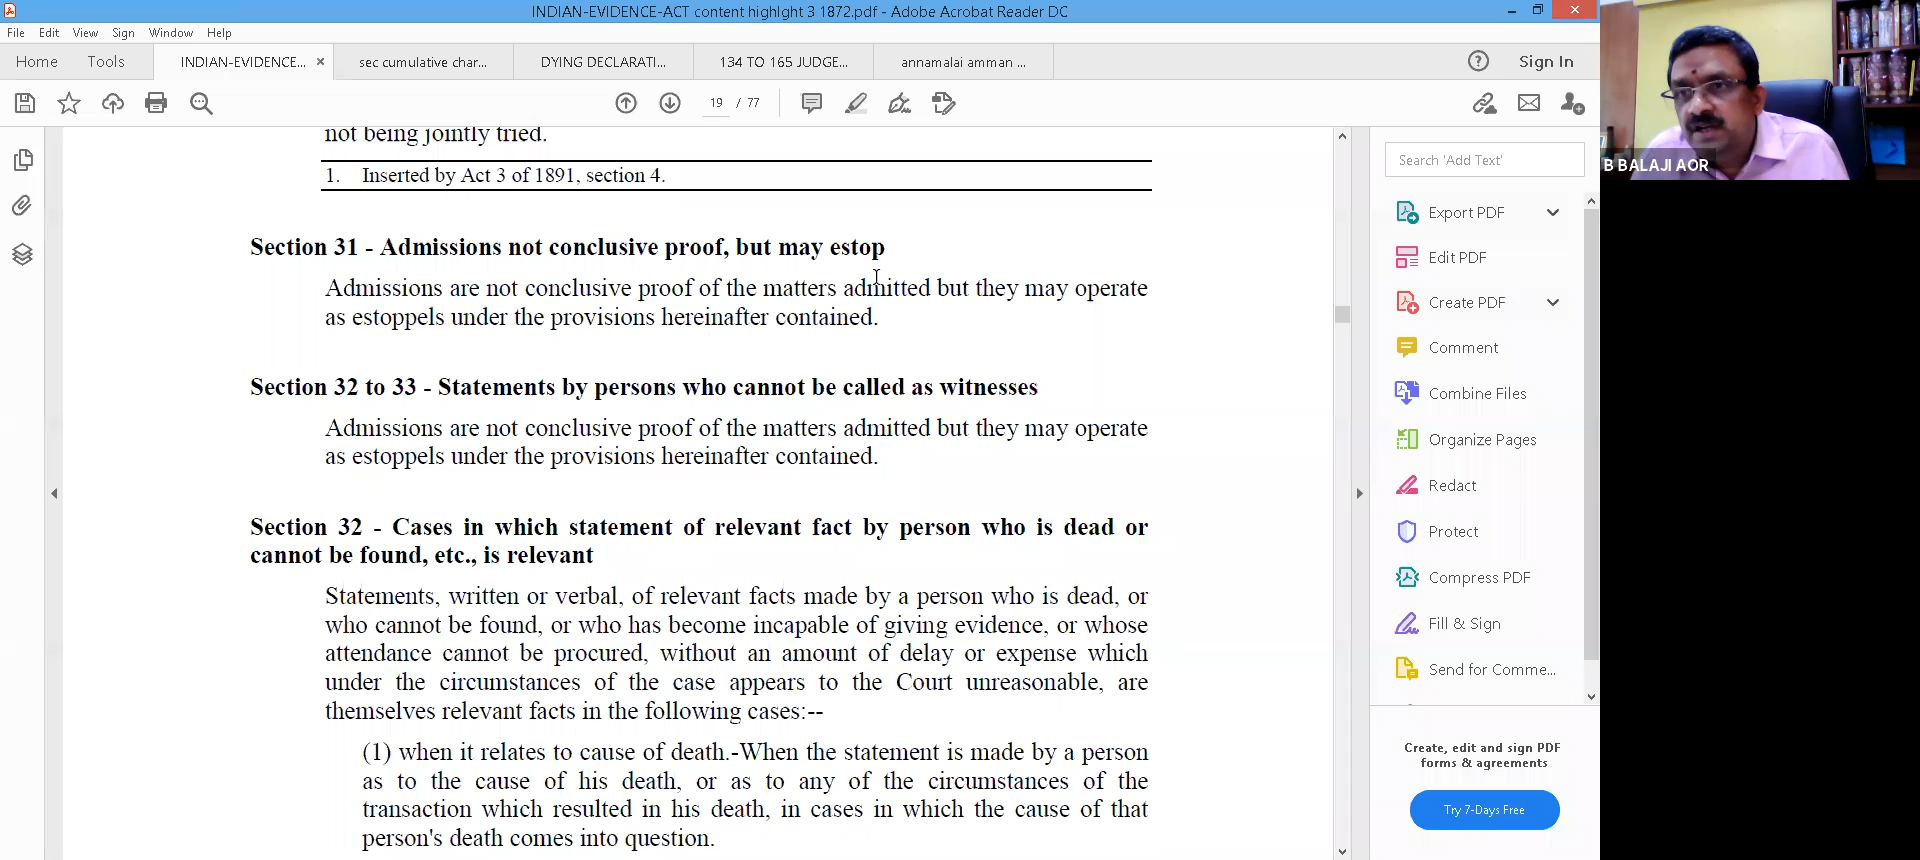 INDIAN-EVIDENCE-ACT content highlght 3 1872.pdf - Adobe Acrobat Reader DC
File Edit View Sign Window Help
Home Tools INDIAN-EVIDENCE... × sec cumulative char... DYING DECLARATI... 134 TO 165 JUDGE... annamalai amman ... Sign In
19 / 77
not being jointly tried.
1. Inserted by Act 3 of 1891, section 4.
Section 31 - Admissions not conclusive proof, but may estop
Admissions are not conclusive proof of the matters admitted but they may operate
as estoppels under the provisions hereinafter contained.
Section 32 to 33 - Statements by persons who cannot be called as witnesses
Admissions are not conclusive proof of the matters admitted but they may operate
as estoppels under the provisions hereinafter contained.
Section 32 - Cases in which statement of relevant fact by person who is dead or
cannot be found, etc., is relevant
Statements, written or verbal, of relevant facts made by a person who is dead, or
who cannot be found, or who has become incapable of giving evidence, or whose
attendance cannot be procured, without an amount of delay or expense which
under the circumstances of the case appears to the Court unreasonable, are
themselves relevant facts in the following cases:--
(1) when it relates to cause of death.-When the statement is made by a person
as to the cause of his death, or as to any of the circumstances of the
transaction which resulted in his death, in cases in which the cause of that
person's death comes into question.
Search 'Add Text'
Export PDF
Edit PDF
Create PDF
Comment
Combine Files
Organize Pages
Redact
Protect
Compress PDF
Fill & Sign
Send for Comme...
Create, edit and sign PDF
forms & agreements
Try 7-Days Free
B BALAJI AOR